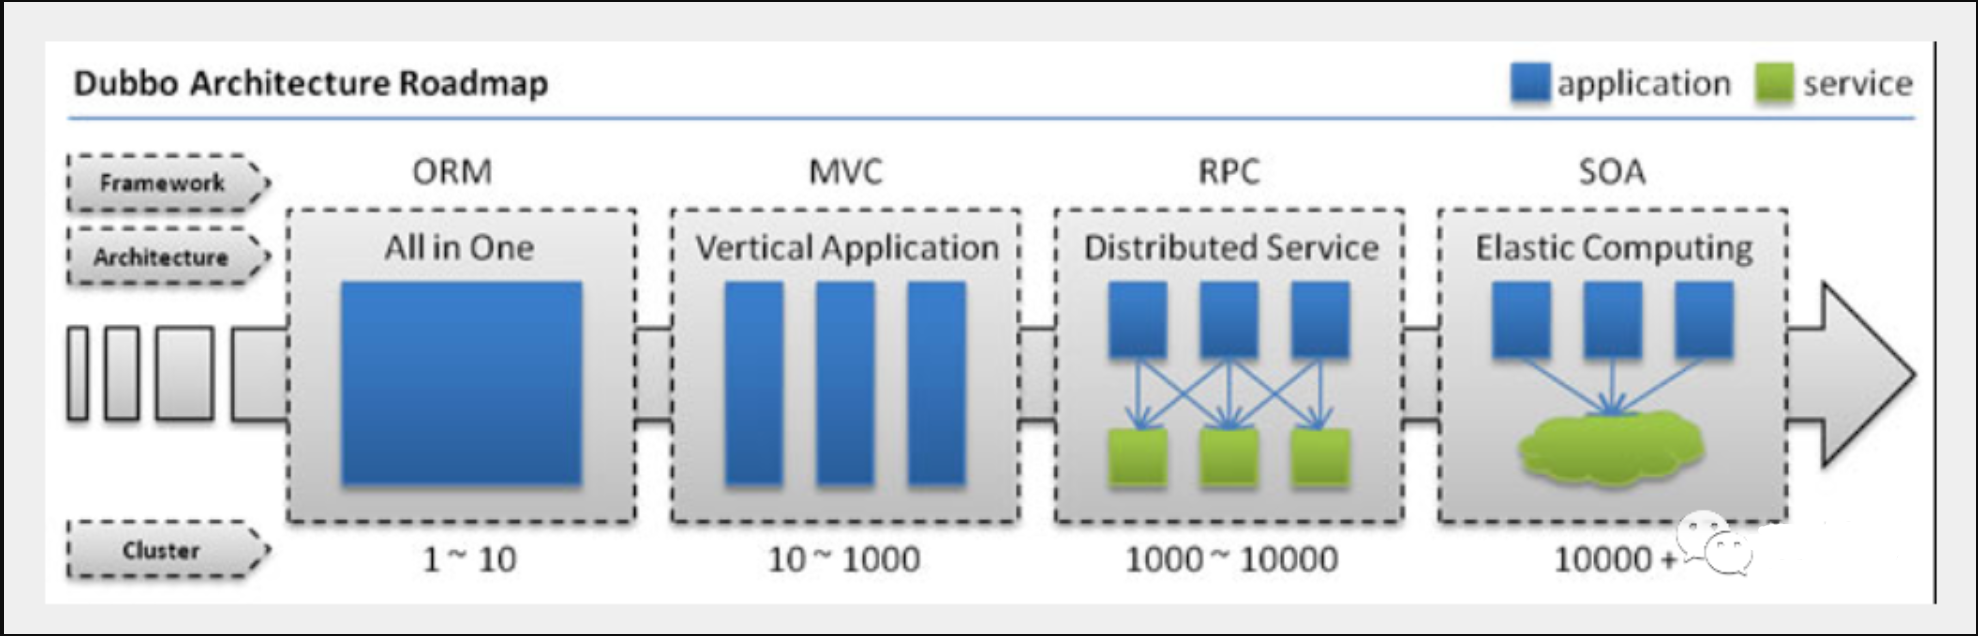 Dubbo Architecture Roadmap
application
service
Framework
ORM
MVC
RPC
SOA
Architecture
All in One
Vertical Application
Distributed Service
Elastic Computing
Cluster
1 ~ 10
10 ~ 1000
1000 ~ 10000
10000 +